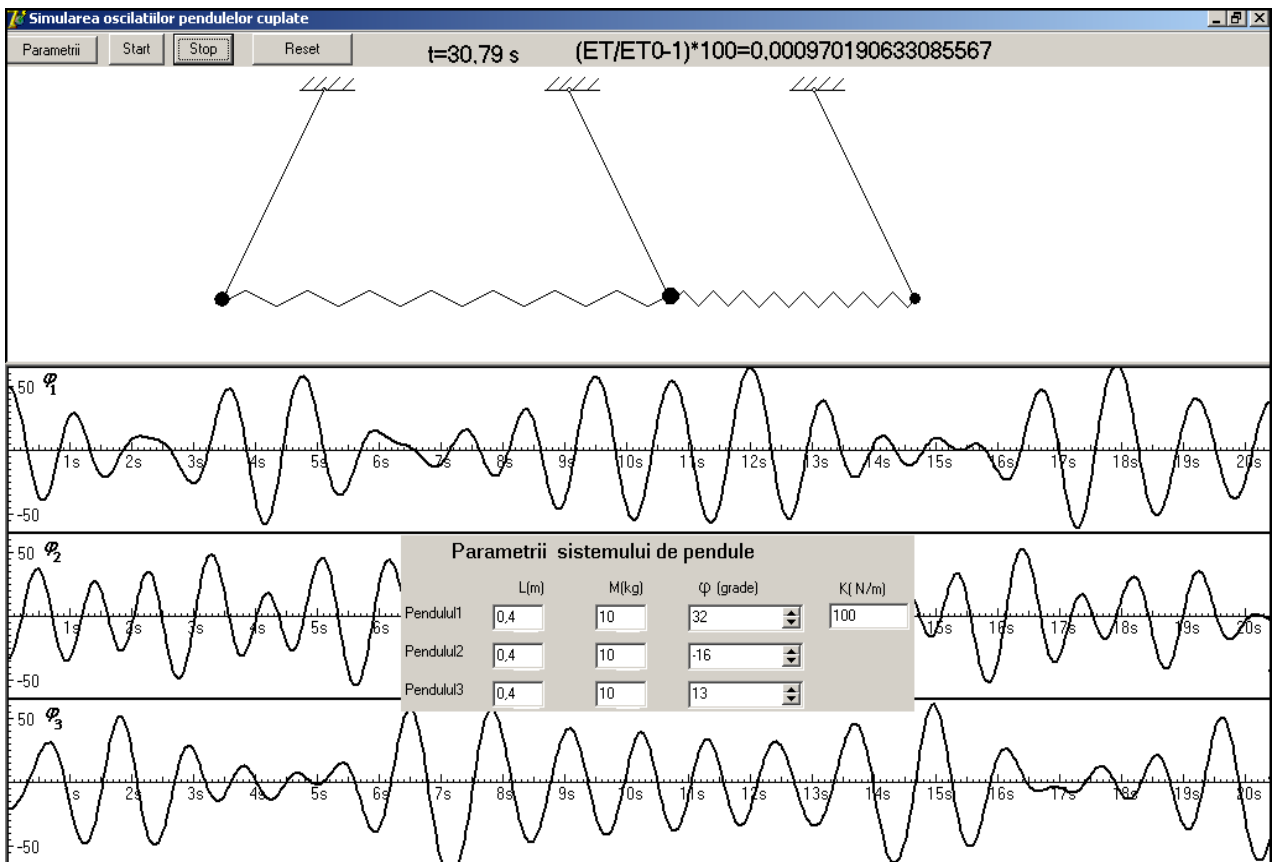 Simularea oscilatiilor pendulelor cuplate
Parametrii Start Stop Reset t=30,79 s (ET/ET0-1)*100=0,000970190633085567
50 φ1
1s 2s 3s 4s 5s 6s 7s 8s 9s 10s 11s 12s 13s 14s 15s 16s 17s 18s 19s 20s
-50
50 φ2
1s 2s 3s 4s 5s 6s 15s 16s 17s 18s 19s 20s
-50
Parametrii sistemului de pendule
L(m) M(kg) φ (grade) K( N/m)
Pendulul1 0,4 10 32 100
Pendulul2 0,4 10 -16
Pendulul3 0,4 10 13
50 φ3
1s 2s 3s 4s 5s 6s 7s 8s 9s 10s 11s 12s 13s 14s 15s 16s 17s 18s 19s 20s
-50